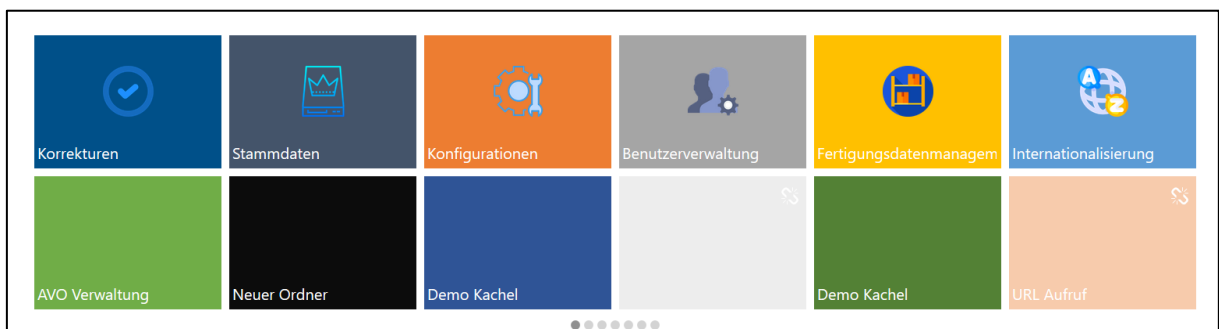 Korrekturen
Stammdaten
Konfigurationen
Benutzerverwaltung
Fertigungsdatenmanagem
A
Z
Internationalisierung
AVO Verwaltung
Neuer Ordner
Demo Kachel
Demo Kachel
URL Aufruf